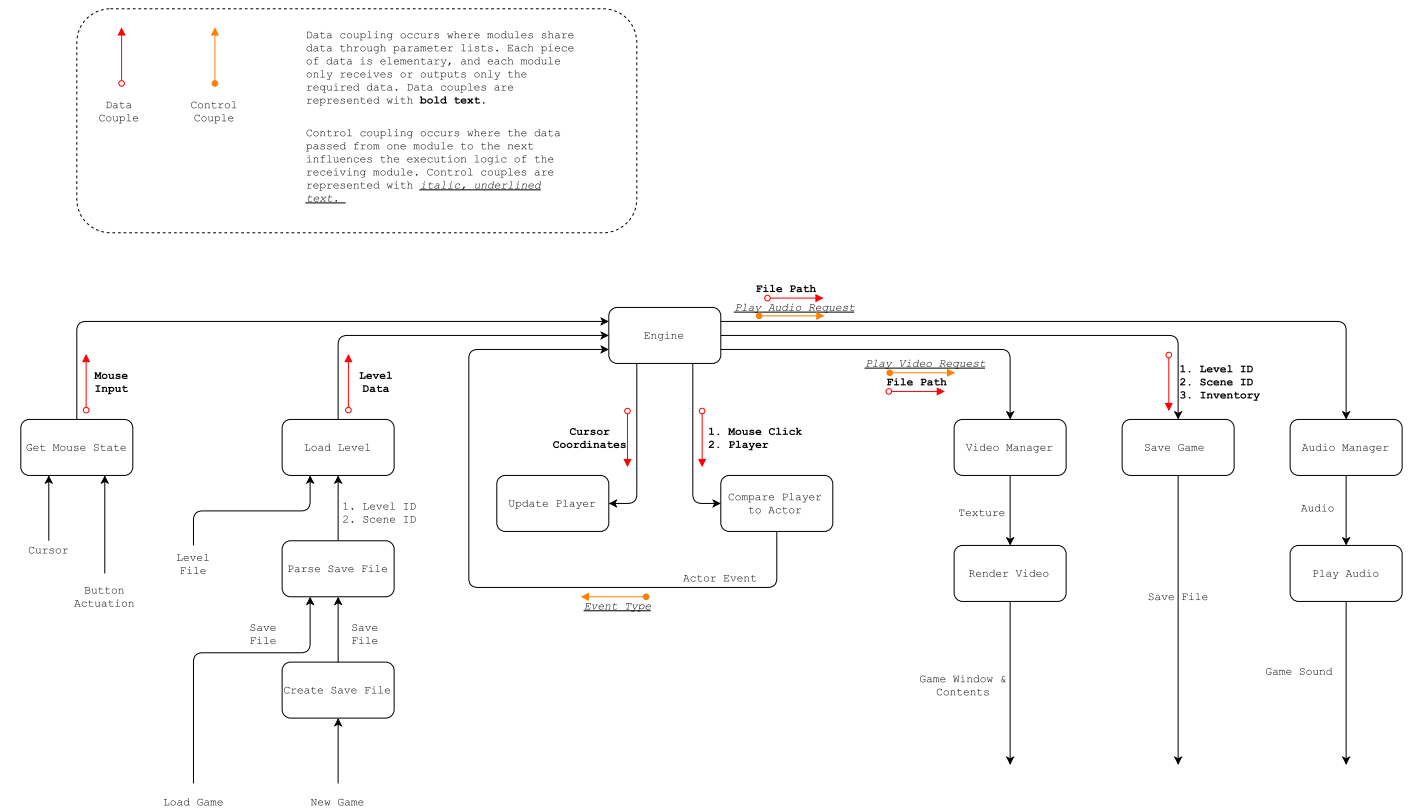 Data
Couple
Control
Couple
Data coupling occurs where modules share
data through parameter lists. Each piece
of data is elementary, and each module
only receives or outputs only the
required data. Data couples are
represented with bold text.
Control coupling occurs where the data
passed from one module to the next
influences the execution logic of the
receiving module. Control couples are
represented with italic, underlined
text.
File Path
Play Audio Request
Engine
Play Video Request
File Path
Mouse
Input
Level
Data
1. Level ID
2. Scene ID
3. Inventory
Cursor
Coordinates
1. Mouse Click
2. Player
Get Mouse State
Load Level
Video Manager
Save Game
Audio Manager
Update Player
Compare Player
to Actor
1. Level ID
2. Scene ID
Texture
Audio
Cursor
Level
File
Parse Save File
Render Video
Play Audio
Button
Actuation
Actor Event
Event Type
Save File
Save
File
Save
File
Game Window &
Contents
Game Sound
Create Save File
Load Game
New Game